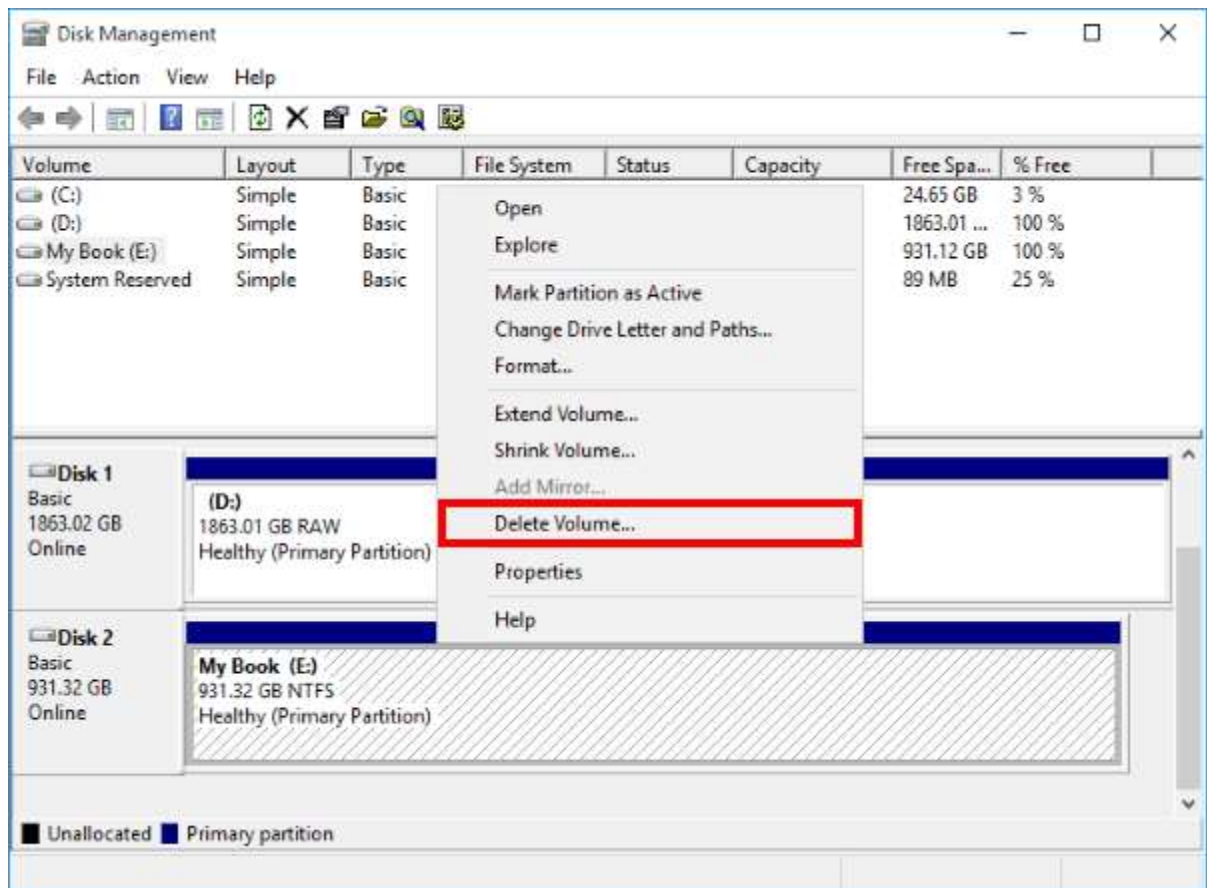 Disk Management
File Action View Help
Volume Layout Type File System Status Capacity Free Spa... % Free
(C:) Simple Basic 24.65 GB 3 %
(D:) Simple Basic 1863.01 ... 100 %
My Book (E:) Simple Basic 931.12 GB 100 %
System Reserved Simple Basic 89 MB 25 %
Open
Explore
Mark Partition as Active
Change Drive Letter and Paths...
Format...
Extend Volume...
Shrink Volume...
Add Mirror...
Delete Volume...
Properties
Help
Disk 1
Basic
1863.02 GB
Online
(D:)
1863.01 GB RAW
Healthy (Primary Partition)
Disk 2
Basic
931.32 GB
Online
My Book (E:)
931.32 GB NTFS
Healthy (Primary Partition)
Unallocated Primary partition